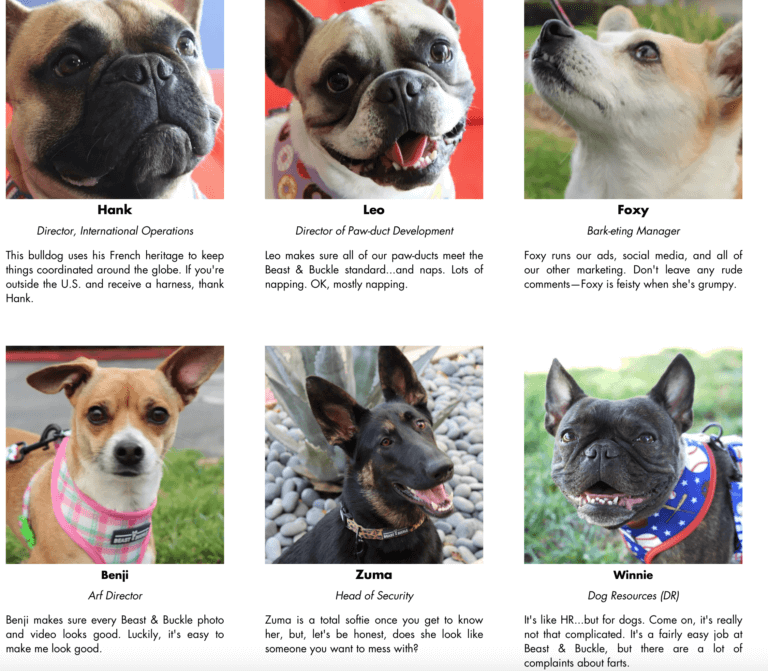 Hank
Director, International Operations
This bulldog uses his French heritage to keep
things coordinated around the globe. If you're
outside the U.S. and receive a harness, thank
Hank.
Leo
Director of Paw-duct Development
Leo makes sure all of our paw-ducts meet the
Beast & Buckle standard...and naps. Lots of
napping. OK, mostly napping.
Foxy
Bark-eting Manager
Foxy runs our ads, social media, and all of
our other marketing. Don't leave any rude
comments—Foxy is feisty when she's grumpy.
Benji
Arf Director
Benji makes sure every Beast & Buckle photo
and video looks good. Luckily, it's easy to
make me look good.
Zuma
Head of Security
Zuma is a total softie once you get to know
her, but, let's be honest, does she look like
someone you want to mess with?
Winnie
Dog Resources (DR)
It's like HR...but for dogs. Come on, it's really
not that complicated. It's a fairly easy job at
Beast & Buckle, but there are a lot of
complaints about farts.